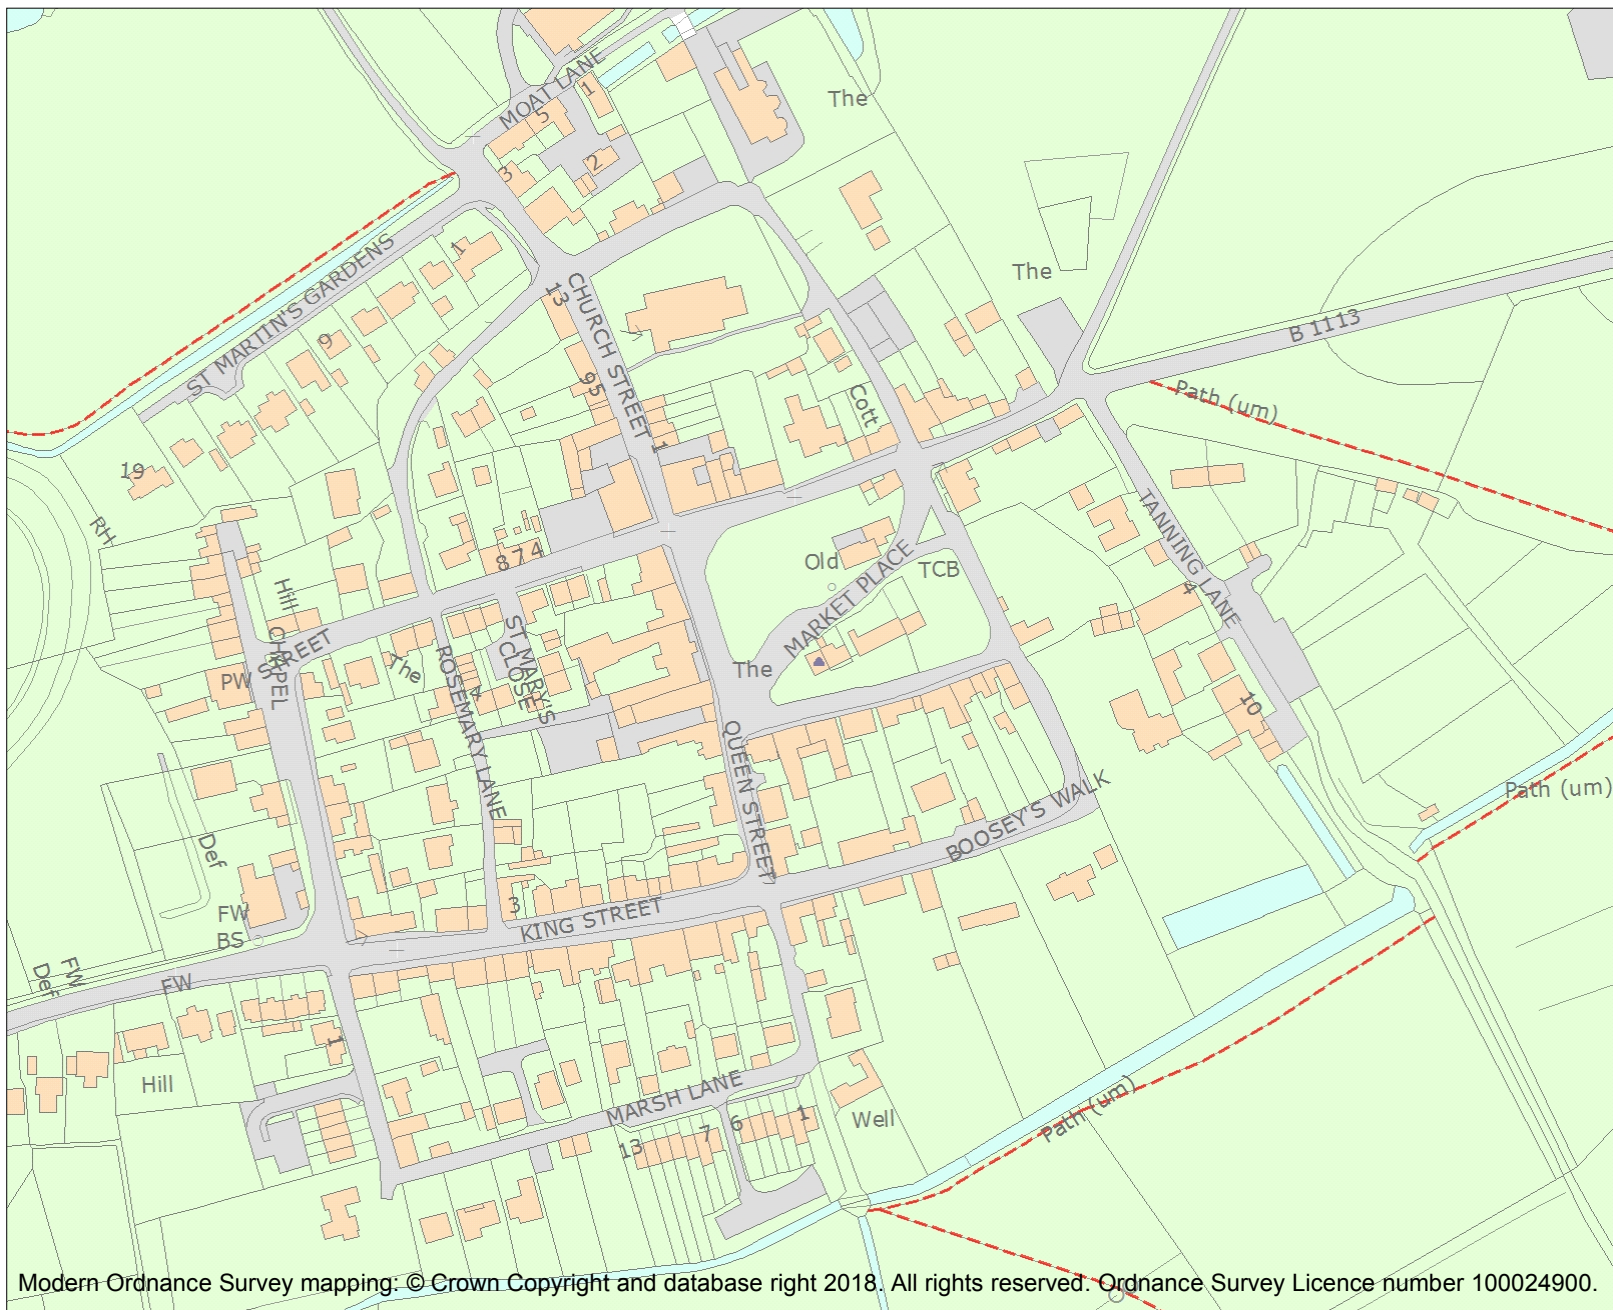 MOAT LANE
1
5
The
2
3
ST MARTIN'S GARDENS
1
The
13
CHURCH STREET
B 1113
9
95
Path (um)
Cott
1
19
RH
TANNING LANE
874
Old
MARKET PLACE
TCB
4
Hill
CHAPEL
STREET
ST MARY'S
CLOSE
PW
The
ROSEMARY LANE
4
The
10
QUEEN STREET
BOOSEY'S WALK
Path (um)
Def
3
FW
BS
KING STREET
7
FW
Def
FW
1
Hill
MARSH LANE
Path (um)
1
Well
6
7
13
Modern Ordnance Survey mapping: © Crown Copyright and database right 2018. All rights reserved. Ordnance Survey Licence number 100024900.